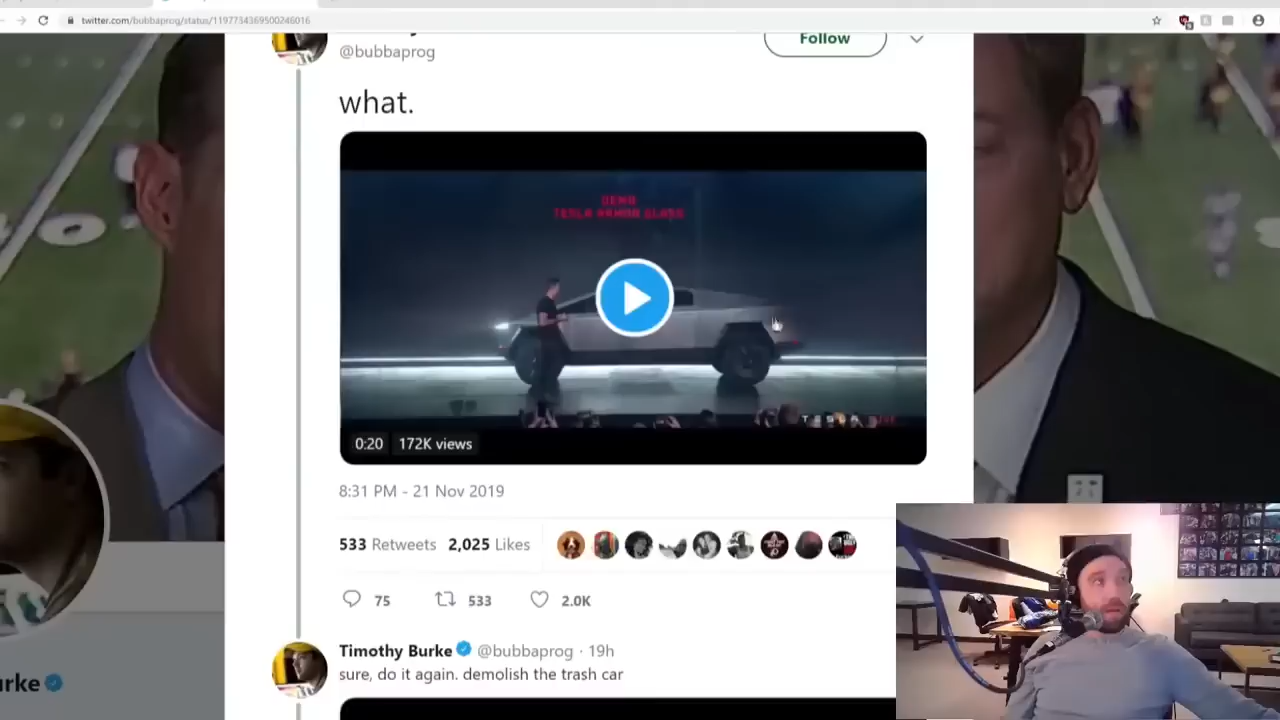 twitter.com/bubbaprog/status/1197734369500246016
Follow
@bubbaprog
what.
DEMO
TESLA ARMOR GLASS
0:20 172K views
8:31 PM - 21 Nov 2019
533 Retweets 2,025 Likes
75 533 2.0K
Timothy Burke @bubbaprog · 19h
sure, do it again. demolish the trash car
rke